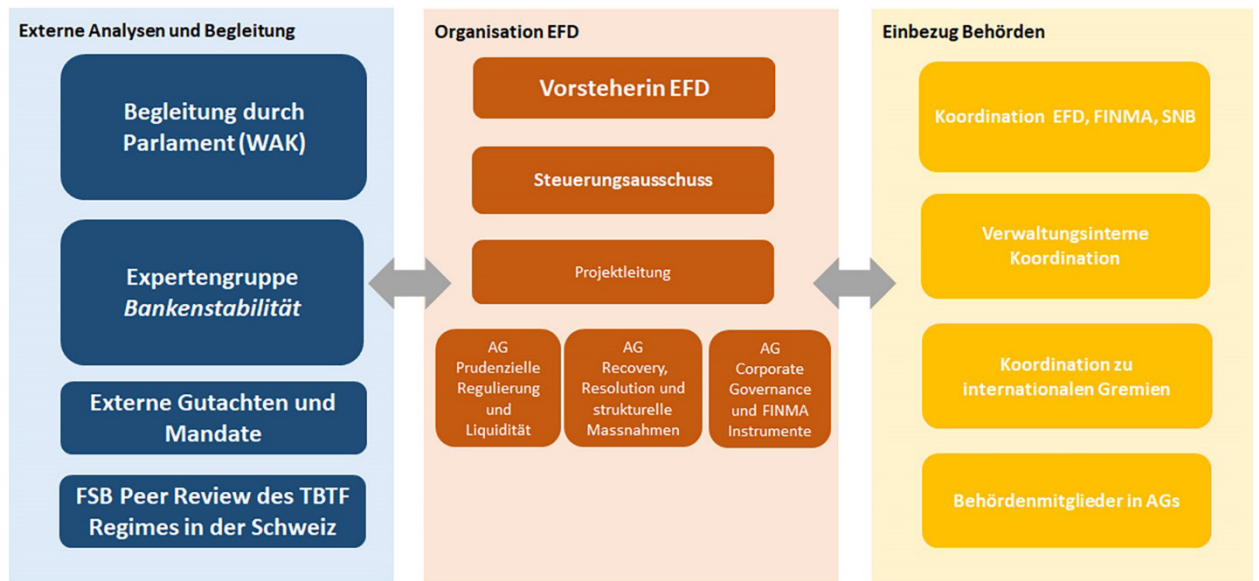 Externe Analysen und Begleitung
Begleitung durch
Parlament (WAK)
Expertengruppe
Bankenstabilität
Externe Gutachten und
Mandate
FSB Peer Review des TBTF
Regimes in der Schweiz
Organisation EFD
Vorsteherin EFD
Steuerungsausschuss
Projektleitung
AG
Prudenzielle
Regulierung
und
Liquidität
AG
Recovery,
Resolution und
strukturelle
Massnahmen
AG
Corporate
Governance
und FINMA
Instrumente
Einbezug Behörden
Koordination EFD, FINMA, SNB
Verwaltungsinterne
Koordination
Koordination zu
internationalen Gremien
Behördenmitglieder in AGs